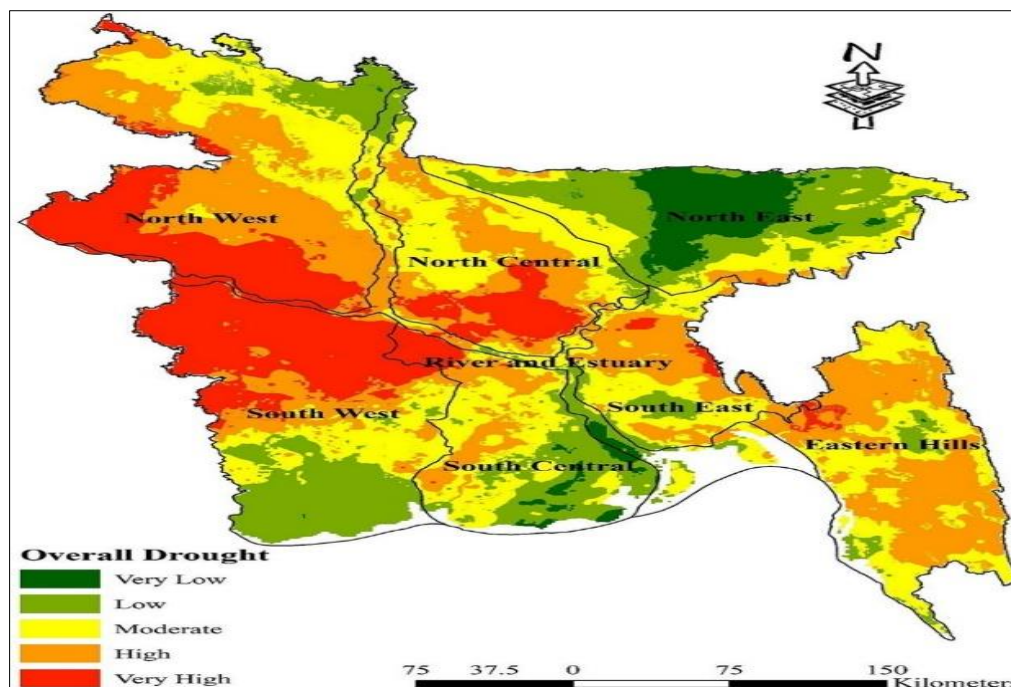 N
North West
North East
North Central
River and Estuary
South West
South East
Eastern Hills
South Central
Overall Drought
Very Low
Low
Moderate
High
Very High
75 37.5 0 75 150
Kilometers